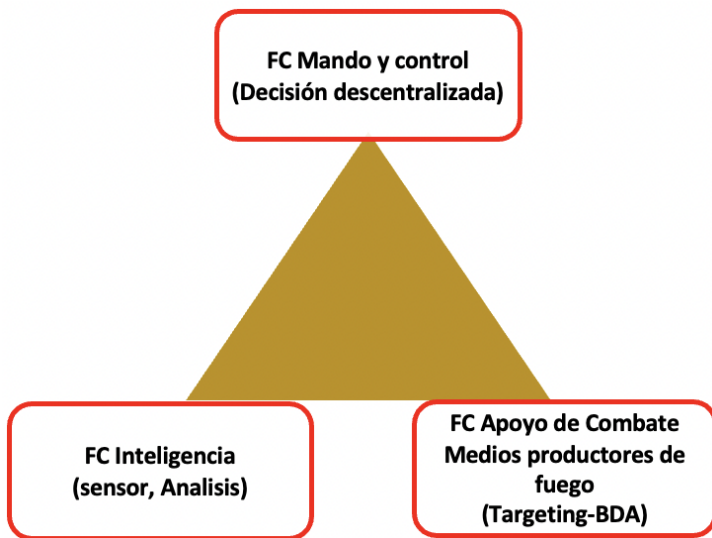 FC Mando y control
(Decisión descentralizada)
FC Inteligencia
(sensor, Analisis)
FC Apoyo de Combate
Medios productores de
fuego
(Targeting-BDA)